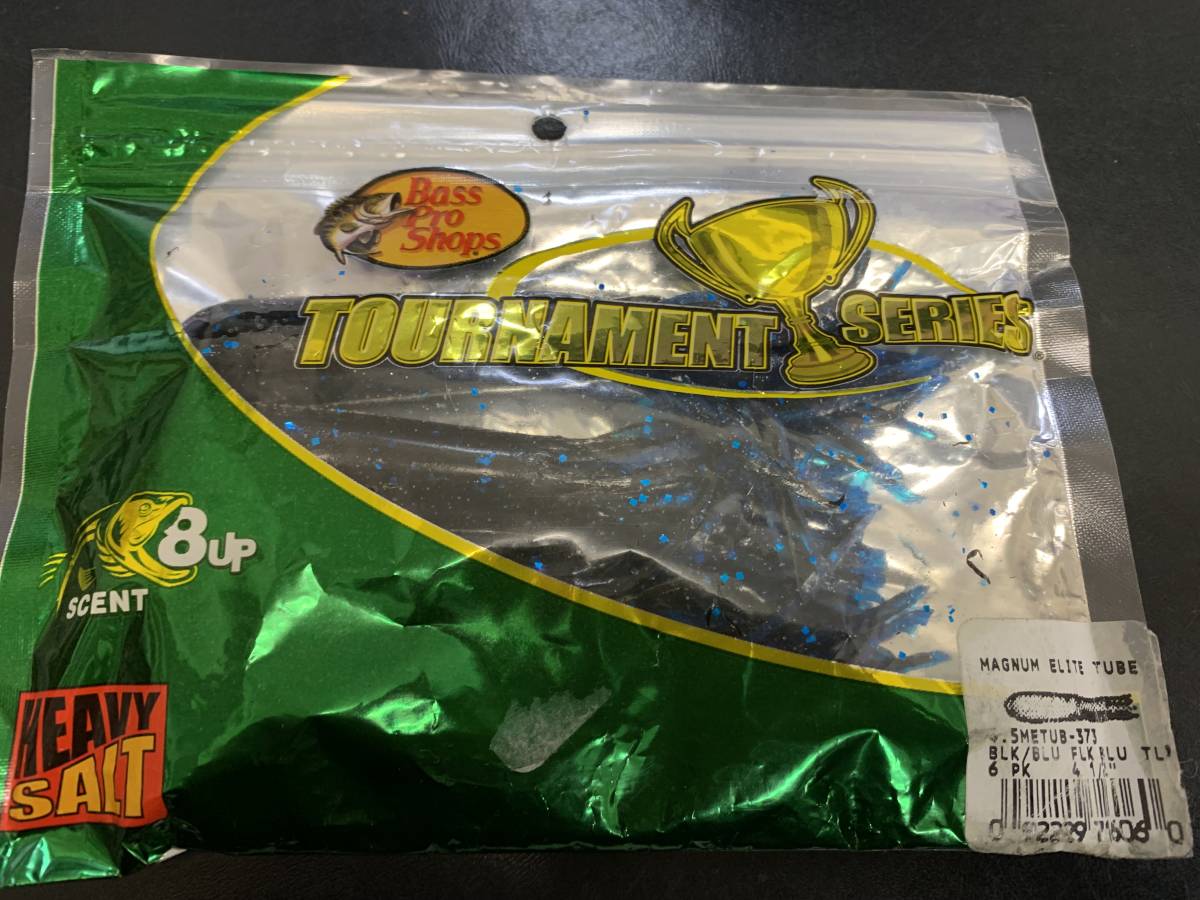 Bass
Pro
Shops
TOURNAMENT SERIES
8UP
SCENT
HEAVY
SALT
MAGNUM ELITE TUBE
.5METUB-373
BLK/BLU FLK BLU TL
6 PK 4 1/2"